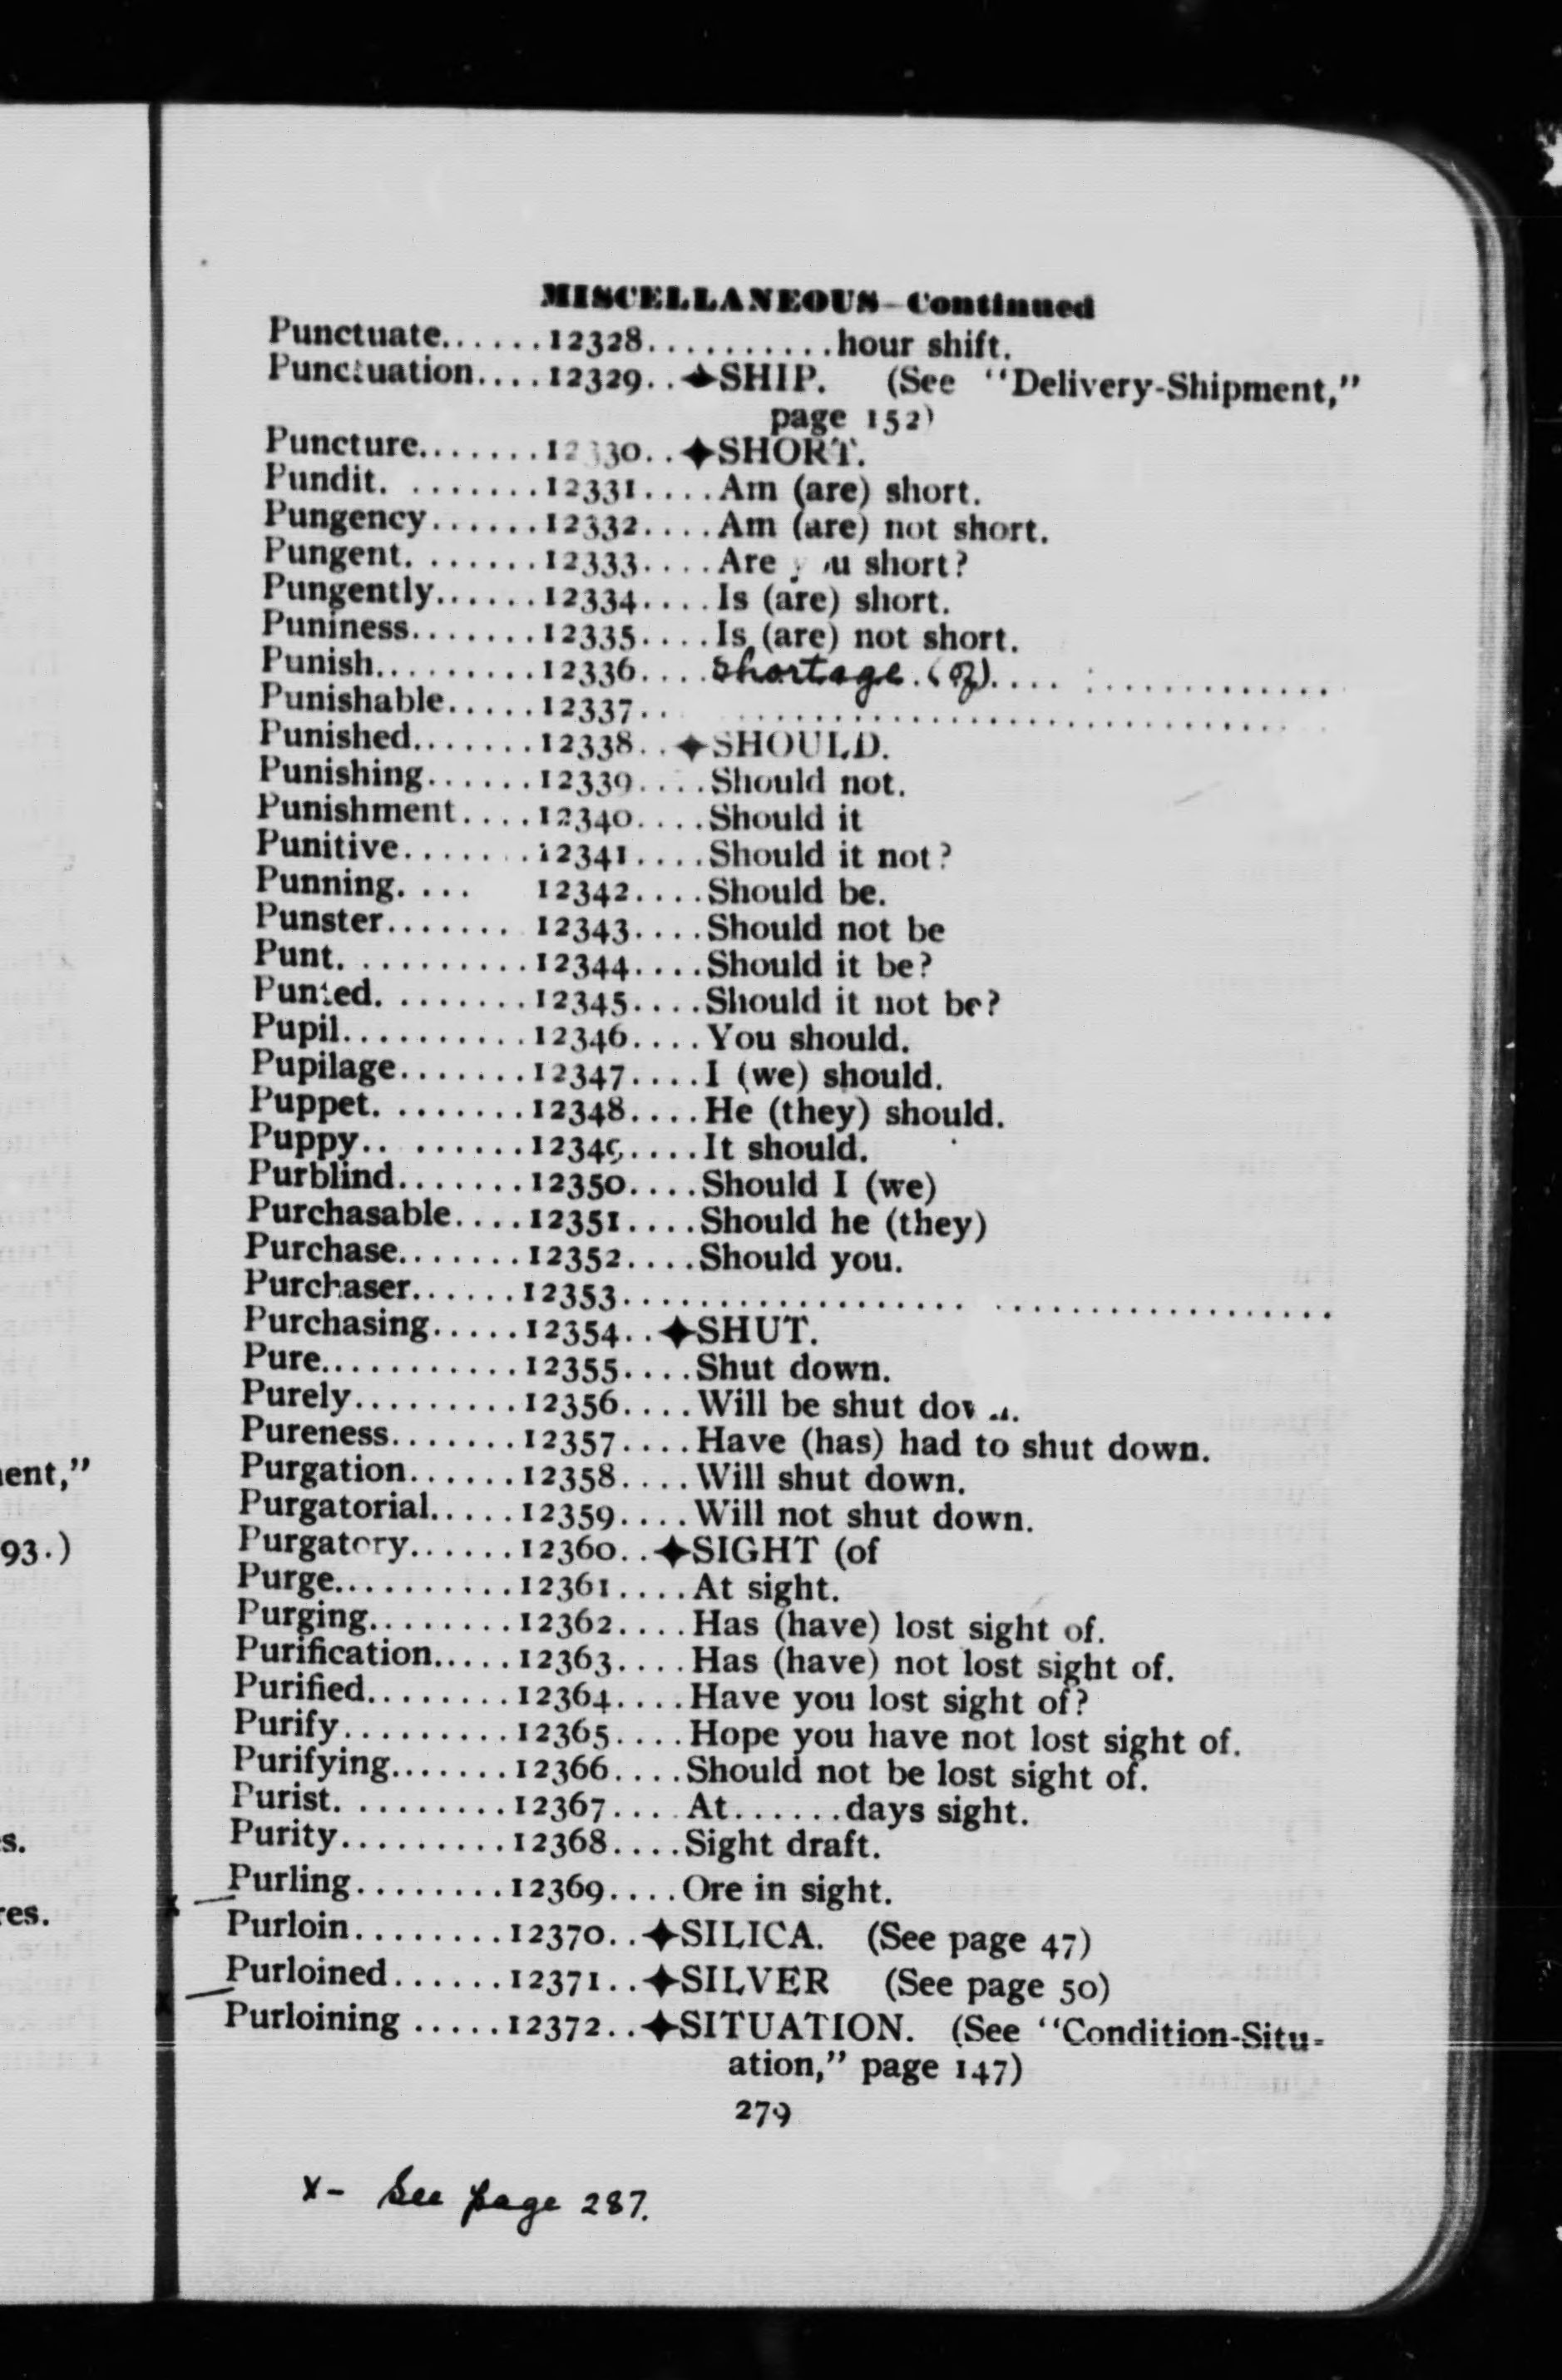 MISCELLANEOUS—Continued
Punctuate......12328...........hour shift.
Punctuation....12329..✦SHIP. (See "Delivery-Shipment,"
page 152)
Puncture.......12330..✦SHORT.
Pundit. ........12331....Am (are) short.
Pungency......12332....Am (are) not short.
Pungent. .......12333....Are you short?
Pungently......12334....Is (are) short.
Puniness.......12335....Is (are) not short.
Punish.........12336....Shortage (of)
Punishable.....12337..
Punished.......12338..✦SHOULD.
Punishing......12339....Should not.
Punishment....12340....Should it
Punitive.......12341....Should it not?
Punning.... 12342....Should be.
Punster....... 12343....Should not be
Punt. ..........12344....Should it be?
Punted. ........12345....Should it not be?
Pupil...........12346....You should.
Pupilage.......12347....I (we) should.
Puppet. ........12348....He (they) should.
Puppy.. .......12349....It should.
Purblind.......12350....Should I (we)
Purchasable....12351....Should he (they)
Purchase.......12352....Should you.
Purchaser......12353....
Purchasing.....12354..✦SHUT.
Pure............12355....Shut down.
Purely..........12356....Will be shut down.
Pureness.......12357....Have (has) had to shut down.
Purgation......12358....Will shut down.
Purgatorial.....12359....Will not shut down.
Purgatory......12360..✦SIGHT (of
Purge...........12361....At sight.
Purging.........12362....Has (have) lost sight of.
Purification.....12363....Has (have) not lost sight of.
Purified........12364....Have you lost sight of?
Purify..........12365....Hope you have not lost sight of.
Purifying.......12366....Should not be lost sight of.
Purist. .........12367.... At......days sight.
Purity..........12368....Sight draft.
Purling.........12369....Ore in sight.
Purloin.........12370..✦SILICA. (See page 47)
ent,"
93.)
s.
res.
Purloined......12371..✦SILVER (See page 50)
Purloining .....12372..✦SITUATION. (See "Condition-Situ-
ation," page 147)
279
x- See page 287.